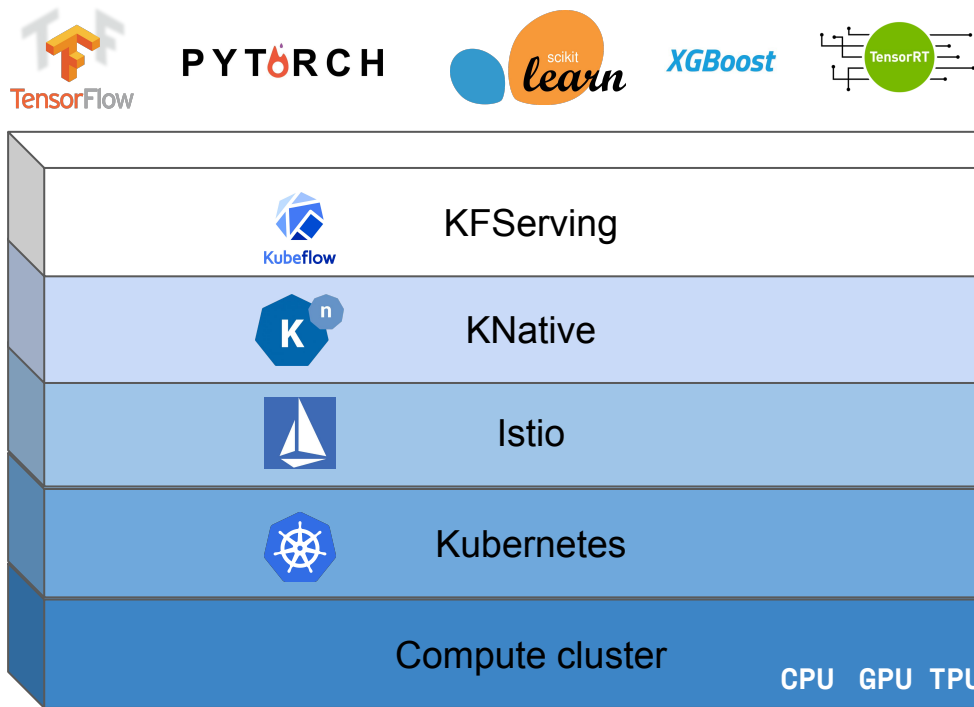 TensorFlow
PYTORCH
scikit
learn
XGBoost
TensorRT
Kubeflow
KFServing
K
n
KNative
Istio
Kubernetes
Compute cluster
CPU GPU TPU